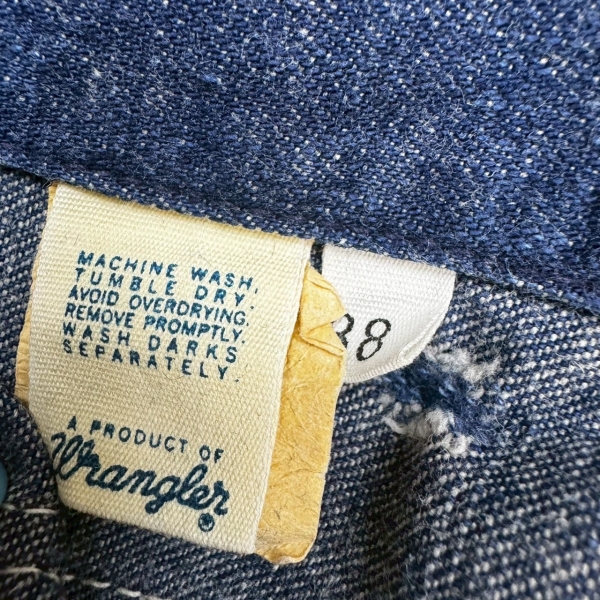 MACHINE WASH.
TUMBLE DRY.
AVOID OVERDRYING.
REMOVE PROMPTLY.
WASH DARKS
SEPARATELY.
A PRODUCT OF
Wrangler®